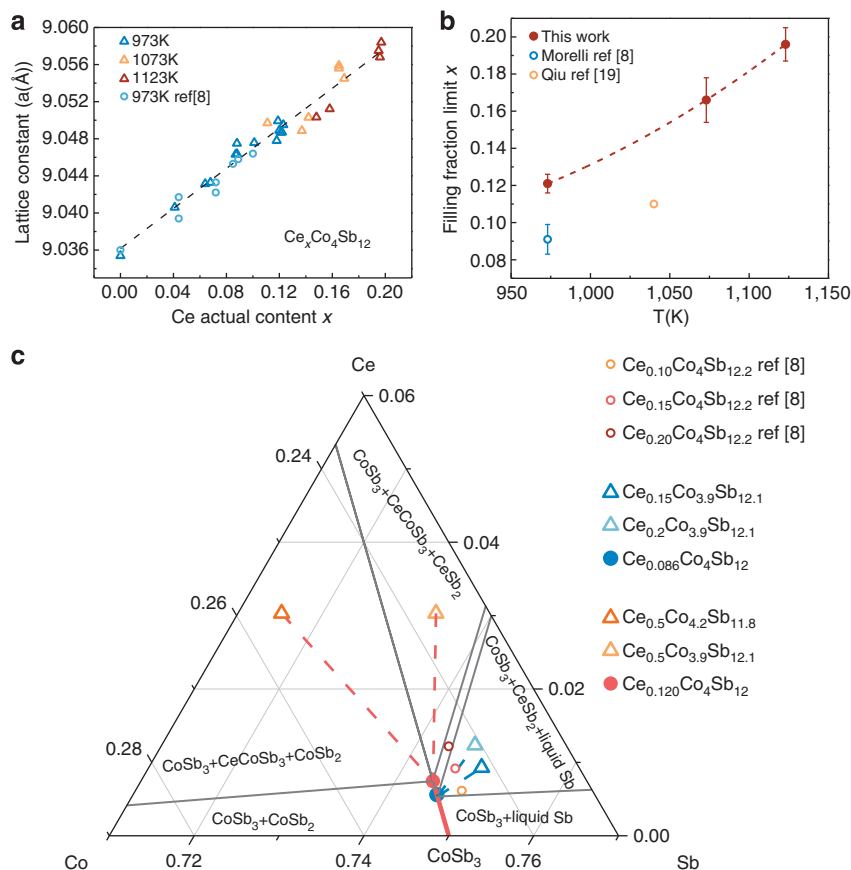 a
9.060
9.056
9.052
9.048
9.044
9.040
9.036
Lattice constant (a(Å))
973K
1073K
1123K
973K ref[8]
CeₓCo₄Sb₁₂
0.00 0.04 0.08 0.12 0.16 0.20
Ce actual content x
b
0.20
0.18
0.16
0.14
0.12
0.10
0.08
Filling fraction limit x
This work
Morelli ref [8]
Qiu ref [19]
950 1,000 1,050 1,100 1,150
T(K)
c
Ce
0.06
0.24
0.04
0.26
0.02
0.28
0.00
Co
0.72
0.74
CoSb₃
0.76
Sb
CoSb₃+CeCoSb₃+CeSb₂
CoSb₃+CeSb₂+liquid Sb
CoSb₃+CeCoSb₃+CoSb₂
CoSb₃+CoSb₂
CoSb₃+liquid Sb
Ce₀.₁₀Co₄Sb₁₂.₂ ref [8]
Ce₀.₁₅Co₄Sb₁₂.₂ ref [8]
Ce₀.₂₀Co₄Sb₁₂.₂ ref [8]
Ce₀.₁₅Co₃.₉Sb₁₂.₁
Ce₀.₂Co₃.₉Sb₁₂.₁
Ce₀.₀₈₆Co₄Sb₁₂
Ce₀.₅Co₄.₂Sb₁₁.₈
Ce₀.₅Co₃.₉Sb₁₂.₁
Ce₀.₁₂₀Co₄Sb₁₂